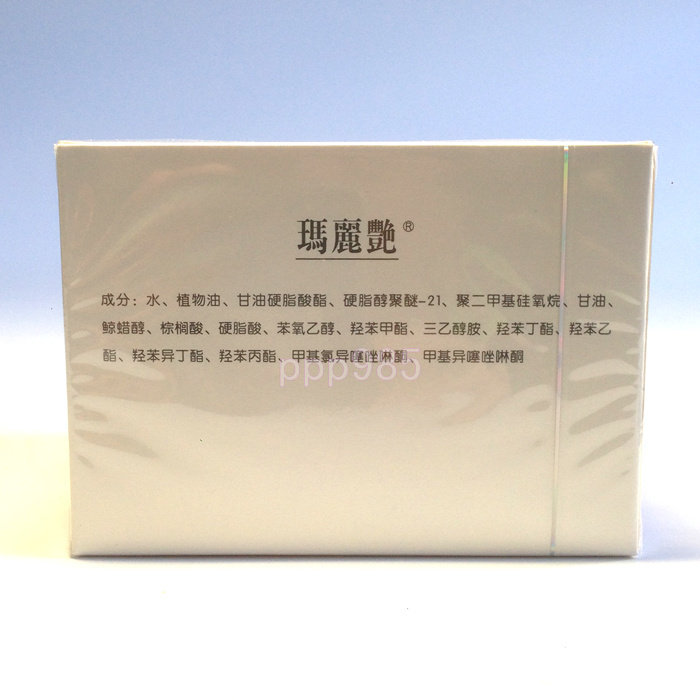 瑪麗艷®
成分：水、植物油、甘油硬脂酸酯、硬脂醇聚醚-21、聚二甲基硅氧烷、甘油、
鲸蜡醇、棕榈酸、硬脂酸、苯氧乙醇、羟苯甲酯、三乙醇胺、羟苯丁酯、羟苯乙
酯、羟苯异丁酯、羟苯丙酯、甲基氯异噻唑啉酮、甲基异噻唑啉酮
ppp985